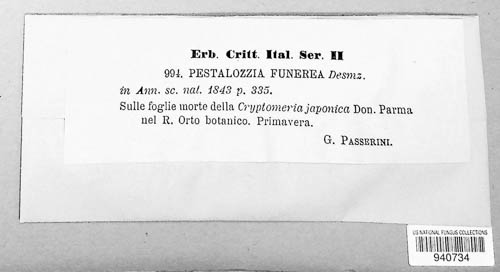 Erb. Critt. Ital. Ser. II
994. PESTALOZZIA FUNEREA Desmz.
in Ann. sc. nat. 1843 p. 335.
Sulle foglie morte della Cryptomeria japonica Don. Parma
nel R. Orto botanico. Primavera.
G. PASSERINI.
US NATIONAL FUNGUS COLLECTIONS
940734